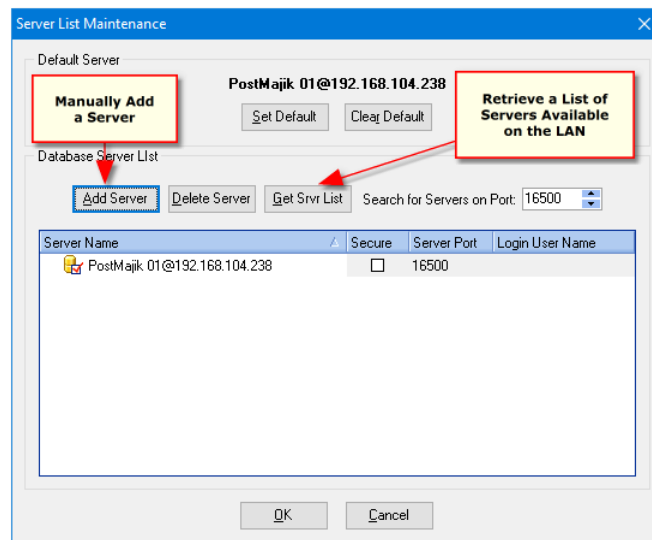 Server List Maintenance
Default Server
PostMajik 01@192.168.104.238
Manually Add
a Server
Retrieve a List of
Servers Available
on the LAN
Set Default
Clear Default
Database Server LIst
Add Server
Delete Server
Get Srvr List
Search for Servers on Port:
16500
Server Name
Secure
Server Port
Login User Name
PostMajik 01@192.168.104.238
16500
OK
Cancel